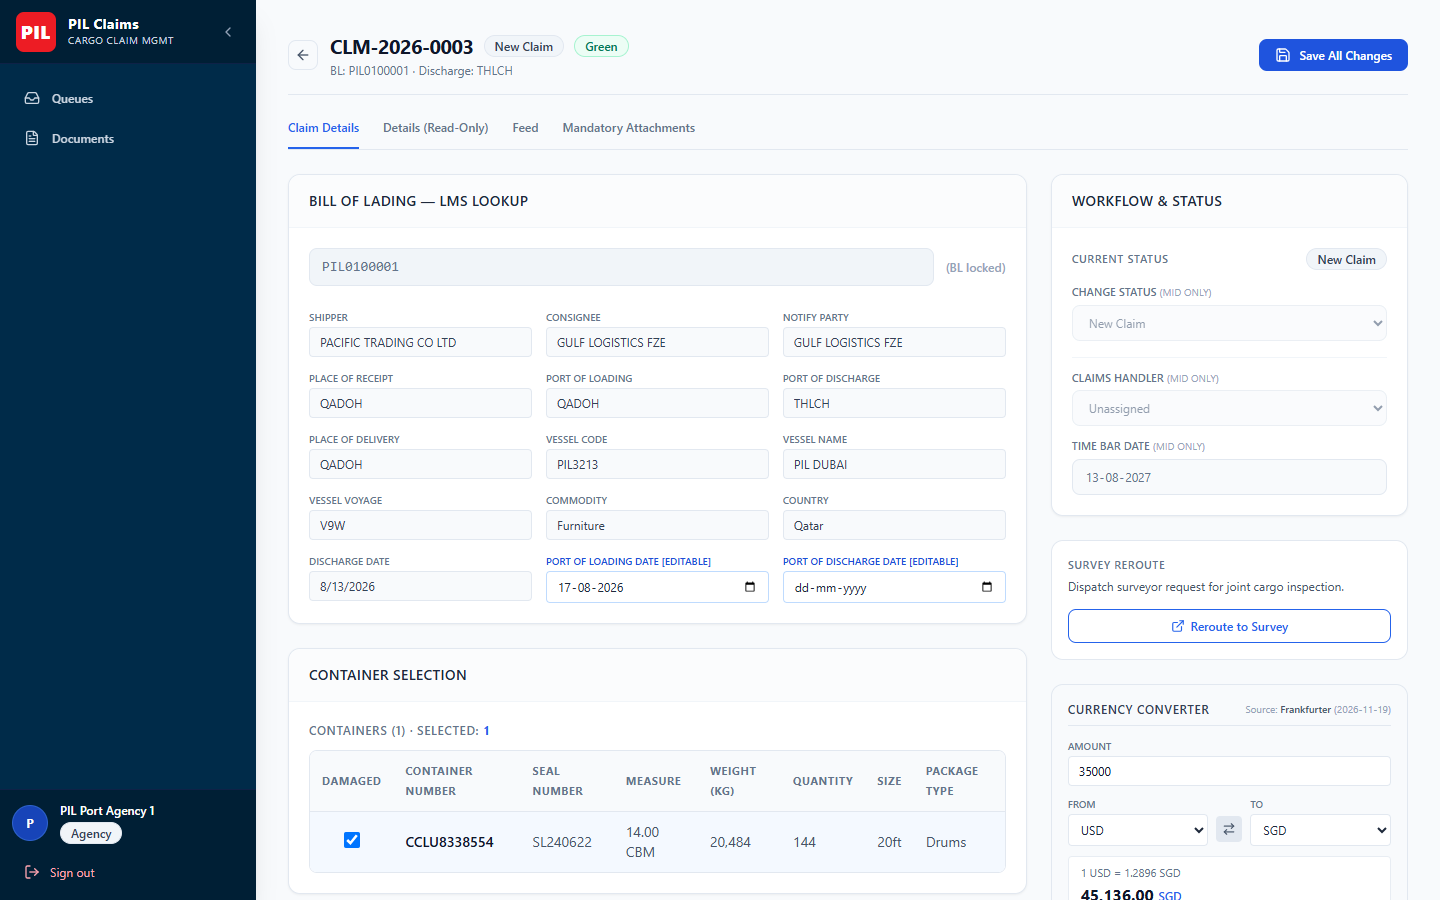 PIL
PIL Claims
CARGO CLAIM MGMT
Queues
Documents
PIL Port Agency 1
P
Agency
Sign out
CLM-2026-0003
New Claim
Green
BL: PIL0100001 · Discharge: THLCH
Save All Changes
Claim Details
Details (Read-Only)
Feed
Mandatory Attachments
BILL OF LADING — LMS LOOKUP
PIL0100001
(BL locked)
SHIPPER
CONSIGNEE
NOTIFY PARTY
PACIFIC TRADING CO LTD
GULF LOGISTICS FZE
GULF LOGISTICS FZE
PLACE OF RECEIPT
PORT OF LOADING
PORT OF DISCHARGE
QADOH
QADOH
THLCH
PLACE OF DELIVERY
VESSEL CODE
VESSEL NAME
QADOH
PIL3213
PIL DUBAI
VESSEL VOYAGE
COMMODITY
COUNTRY
V9W
Furniture
Qatar
DISCHARGE DATE
PORT OF LOADING DATE [EDITABLE]
PORT OF DISCHARGE DATE [EDITABLE]
8/13/2026
17-08-2026
dd-mm-yyyy
CONTAINER SELECTION
CONTAINERS (1) · SELECTED: 1
DAMAGED
CONTAINER NUMBER
SEAL NUMBER
MEASURE
WEIGHT (KG)
QUANTITY
SIZE
PACKAGE TYPE
CCLU8338554
SL240622
14.00 CBM
20,484
144
20ft
Drums
WORKFLOW & STATUS
CURRENT STATUS
New Claim
CHANGE STATUS (MID ONLY)
New Claim
CLAIMS HANDLER (MID ONLY)
Unassigned
TIME BAR DATE (MID ONLY)
13-08-2027
SURVEY REROUTE
Dispatch surveyor request for joint cargo inspection.
Reroute to Survey
CURRENCY CONVERTER
Source: Frankfurter (2026-11-19)
AMOUNT
35000
FROM
TO
USD
SGD
1 USD = 1.2896 SGD
45,136.00 SGD